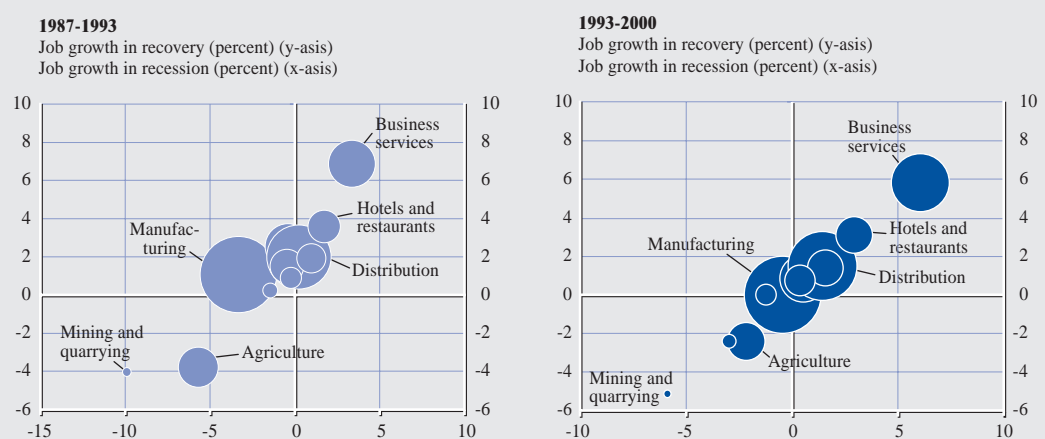 1987-1993
Job growth in recovery (percent) (y-asis)
Job growth in recession (percent) (x-asis)
10
8
6
4
2
0
-2
-4
-6
10
8
6
4
2
0
-2
-4
-6
-15
-10
-5
0
5
10
Business
services
Hotels and
restaurants
Manufac-
turing
Distribution
Mining and
quarrying
Agriculture
1993-2000
Job growth in recovery (percent) (y-asis)
Job growth in recession (percent) (x-asis)
10
8
6
4
2
0
-2
-4
-6
10
8
6
4
2
0
-2
-4
-6
-10
-5
0
5
10
Business
services
Hotels and
restaurants
Manufacturing
Distribution
Agriculture
Mining and
quarrying